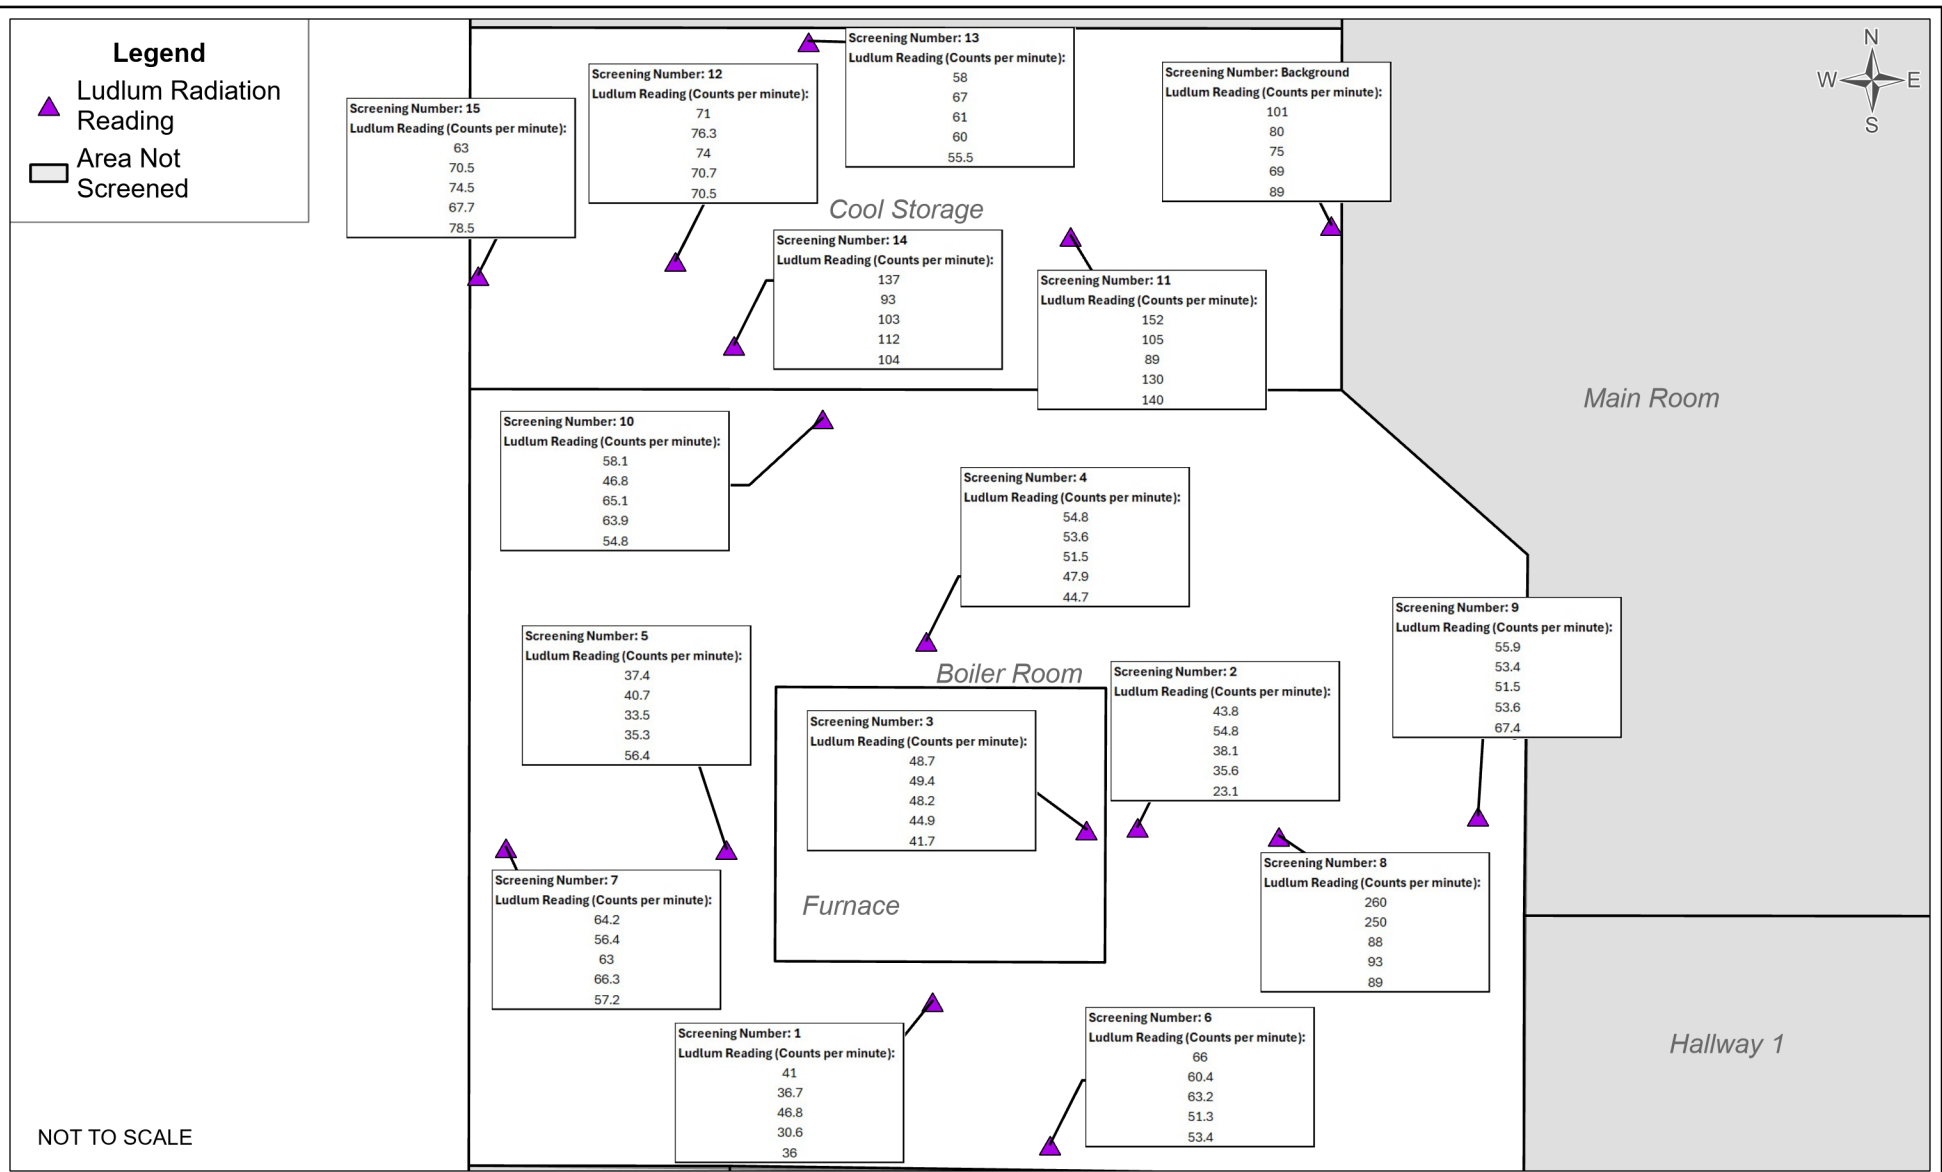 Legend
Ludlum Radiation
Reading
Area Not
Screened
N
W
E
S
Screening Number: 13
Ludlum Reading (Counts per minute):
58
67
61
60
55.5
Screening Number: 12
Ludlum Reading (Counts per minute):
71
76.3
74
70.7
70.5
Screening Number: Background
Ludlum Reading (Counts per minute):
101
80
75
69
89
Screening Number: 15
Ludlum Reading (Counts per minute):
63
70.5
74.5
67.7
78.5
Cool Storage
Screening Number: 14
Ludlum Reading (Counts per minute):
137
93
103
112
104
Screening Number: 11
Ludlum Reading (Counts per minute):
152
105
89
130
140
Main Room
Screening Number: 10
Ludlum Reading (Counts per minute):
58.1
46.8
65.1
63.9
54.8
Screening Number: 4
Ludlum Reading (Counts per minute):
54.8
53.6
51.5
47.9
44.7
Screening Number: 9
Ludlum Reading (Counts per minute):
55.9
53.4
51.5
53.6
67.4
Screening Number: 5
Ludlum Reading (Counts per minute):
37.4
40.7
33.5
35.3
56.4
Boiler Room
Screening Number: 2
Ludlum Reading (Counts per minute):
43.8
54.8
38.1
35.6
23.1
Screening Number: 3
Ludlum Reading (Counts per minute):
48.7
49.4
48.2
44.9
41.7
Furnace
Screening Number: 8
Ludlum Reading (Counts per minute):
260
250
88
93
89
Screening Number: 7
Ludlum Reading (Counts per minute):
64.2
56.4
63
66.3
57.2
Screening Number: 6
Ludlum Reading (Counts per minute):
66
60.4
63.2
51.3
53.4
Screening Number: 1
Ludlum Reading (Counts per minute):
41
36.7
46.8
30.6
36
Hallway 1
NOT TO SCALE